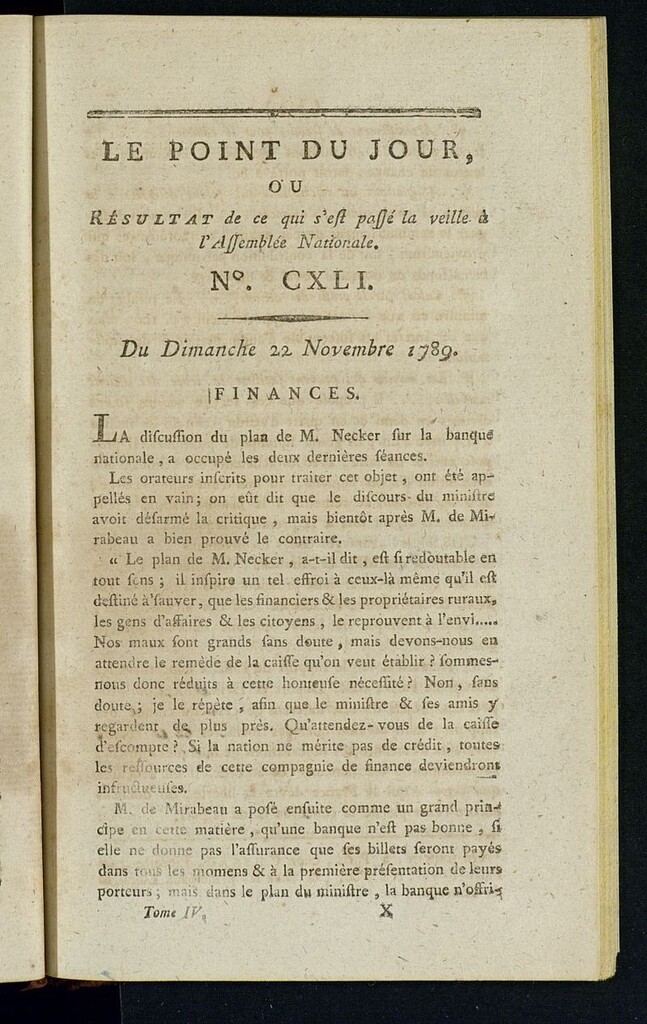 LE POINT DU JOUR,
OU
RÉSULTAT de ce qui s'eſt paſſé la veille à
l'Aſſemblée Nationale.
Nº. CXLI.
Du Dimanche 22 Novembre 1789.
FINANCES.
LA diſcuſſion du plan de M. Necker ſur la banque
nationale, a occupé les deux dernières ſéances.
Les orateurs inſcrits pour traiter cet objet, ont été ap-
pellés en vain; on eût dit que le diſcours du miniſtre
avoit déſarmé la critique, mais bientôt après M. de Mi-
rabeau a bien prouvé le contraire.
« Le plan de M. Necker, a-t-il dit, eſt ſi redoutable en
tout ſens; il inſpire un tel effroi à ceux-là même qu'il eſt
deſtiné à ſauver, que les financiers & les propriétaires ruraux,
les gens d'affaires & les citoyens, le reprouvent à l'envi.....
Nos maux ſont grands ſans doute, mais devons-nous en
attendre le remède de la caiſſe qu'on veut établir? ſommes-
nous donc réduits à cette honteuſe néceſſité? Non, ſans
doute; je le répète, afin que le miniſtre & ſes amis y
regardent de plus près. Qu'attendez-vous de la caiſſe
d'eſcompte? Si la nation ne mérite pas de crédit, toutes
les reſſources de cette compagnie de finance deviendront
infructueuſes.
M. de Mirabeau a poſé enſuite comme un grand prin-
cipe en cette matière, qu'une banque n'eſt pas bonne, ſi
elle ne donne pas l'aſſurance que ſes billets ſeront payés
dans tous les momens & à la première préſentation de leurs
porteurs; mais dans le plan du miniſtre, la banque n'offri-
Tome IV. X